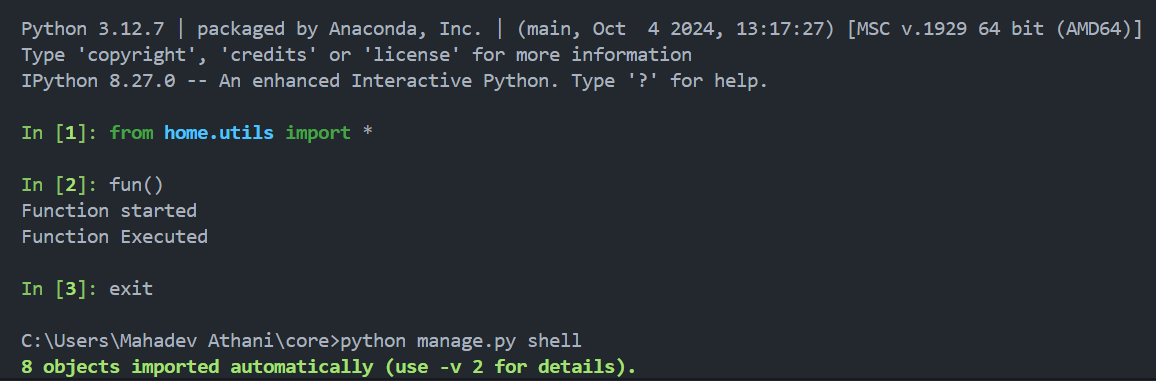 Python 3.12.7 | packaged by Anaconda, Inc. | (main, Oct  4 2024, 13:17:27) [MSC v.1929 64 bit (AMD64)]
Type 'copyright', 'credits' or 'license' for more information
IPython 8.27.0 -- An enhanced Interactive Python. Type '?' for help.
In [1]: from home.utils import *
In [2]: fun()
Function started
Function Executed
In [3]: exit
C:\Users\Mahadev Athani\core>python manage.py shell
8 objects imported automatically (use -v 2 for details).